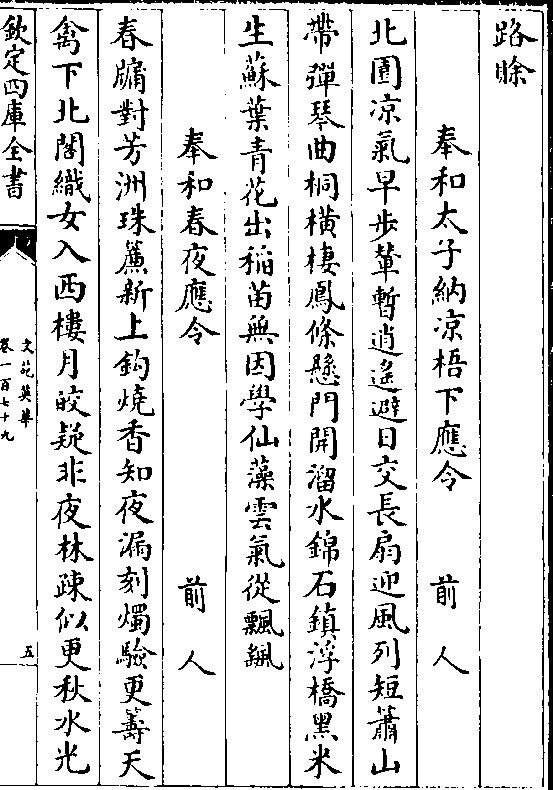 路賖
奉和太子納凉梧下應令　前人
北園凉氣早步輦暫逍遙避日交長扇迎風列短簫山
帶彈琴曲桐横棲鳳條懸門開溜水錦石鎮浮橋黑米
生蘇葉青花出稲苗無因學仙藻雲氣從飄飖
奉和春夜應令　前人
春牖對芳洲珠簾新上鈎燒香知夜漏刻燭驗更籌天
禽下北閣織女入西樓月皎疑非夜林疎似更秋水光
欽定四庫全書
文苑英華
卷一百七十九
五